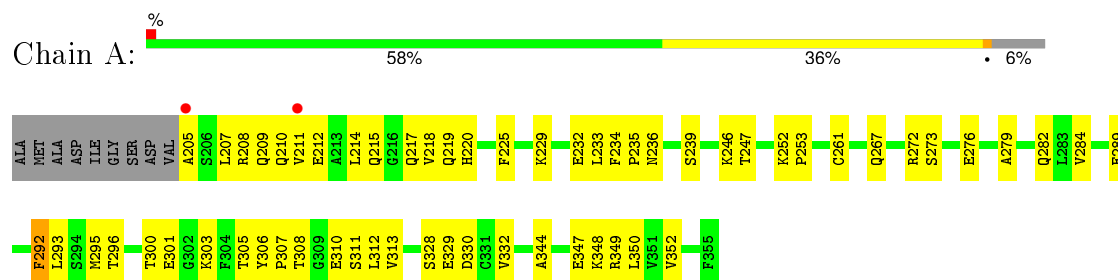 %
Chain A:
58% 36% • 6%
ALA MET ALA ASP ILE GLY SER ASP VAL A205 S206 L207 R208 Q209 Q210 V211 E212 A213 L214 Q215 G216 Q217 V218 Q219 H220 F225 K229 E232 L233 F234 P235 N236 S239 K246 T247 K252 P253 C261 Q267 R272 S273 E276 A279 Q282 L283 V284
F292 L293 S294 M295 T296 T300 E301 G302 K303 F304 T305 Y306 P307 T308 G309 E310 S311 L312 V313 S328 E329 D330 C331 V332 A344 E347 K348 R349 L350 V351 V352 F355